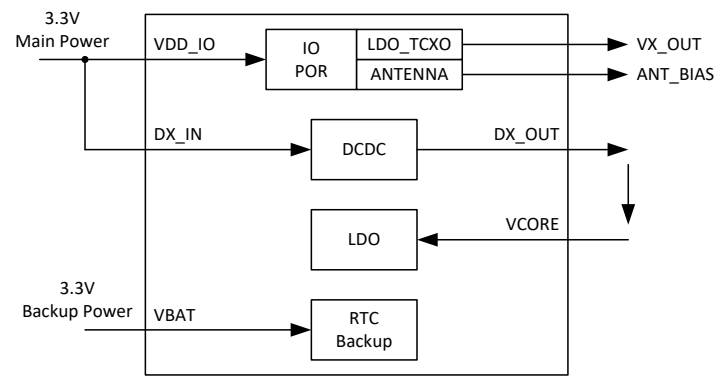 3.3V
Main Power
VDD_IO
IO
POR
LDO_TCXO
ANTENNA
VX_OUT
ANT_BIAS
DX_IN
DCDC
DX_OUT
LDO
VCORE
3.3V
Backup Power
VBAT
RTC
Backup